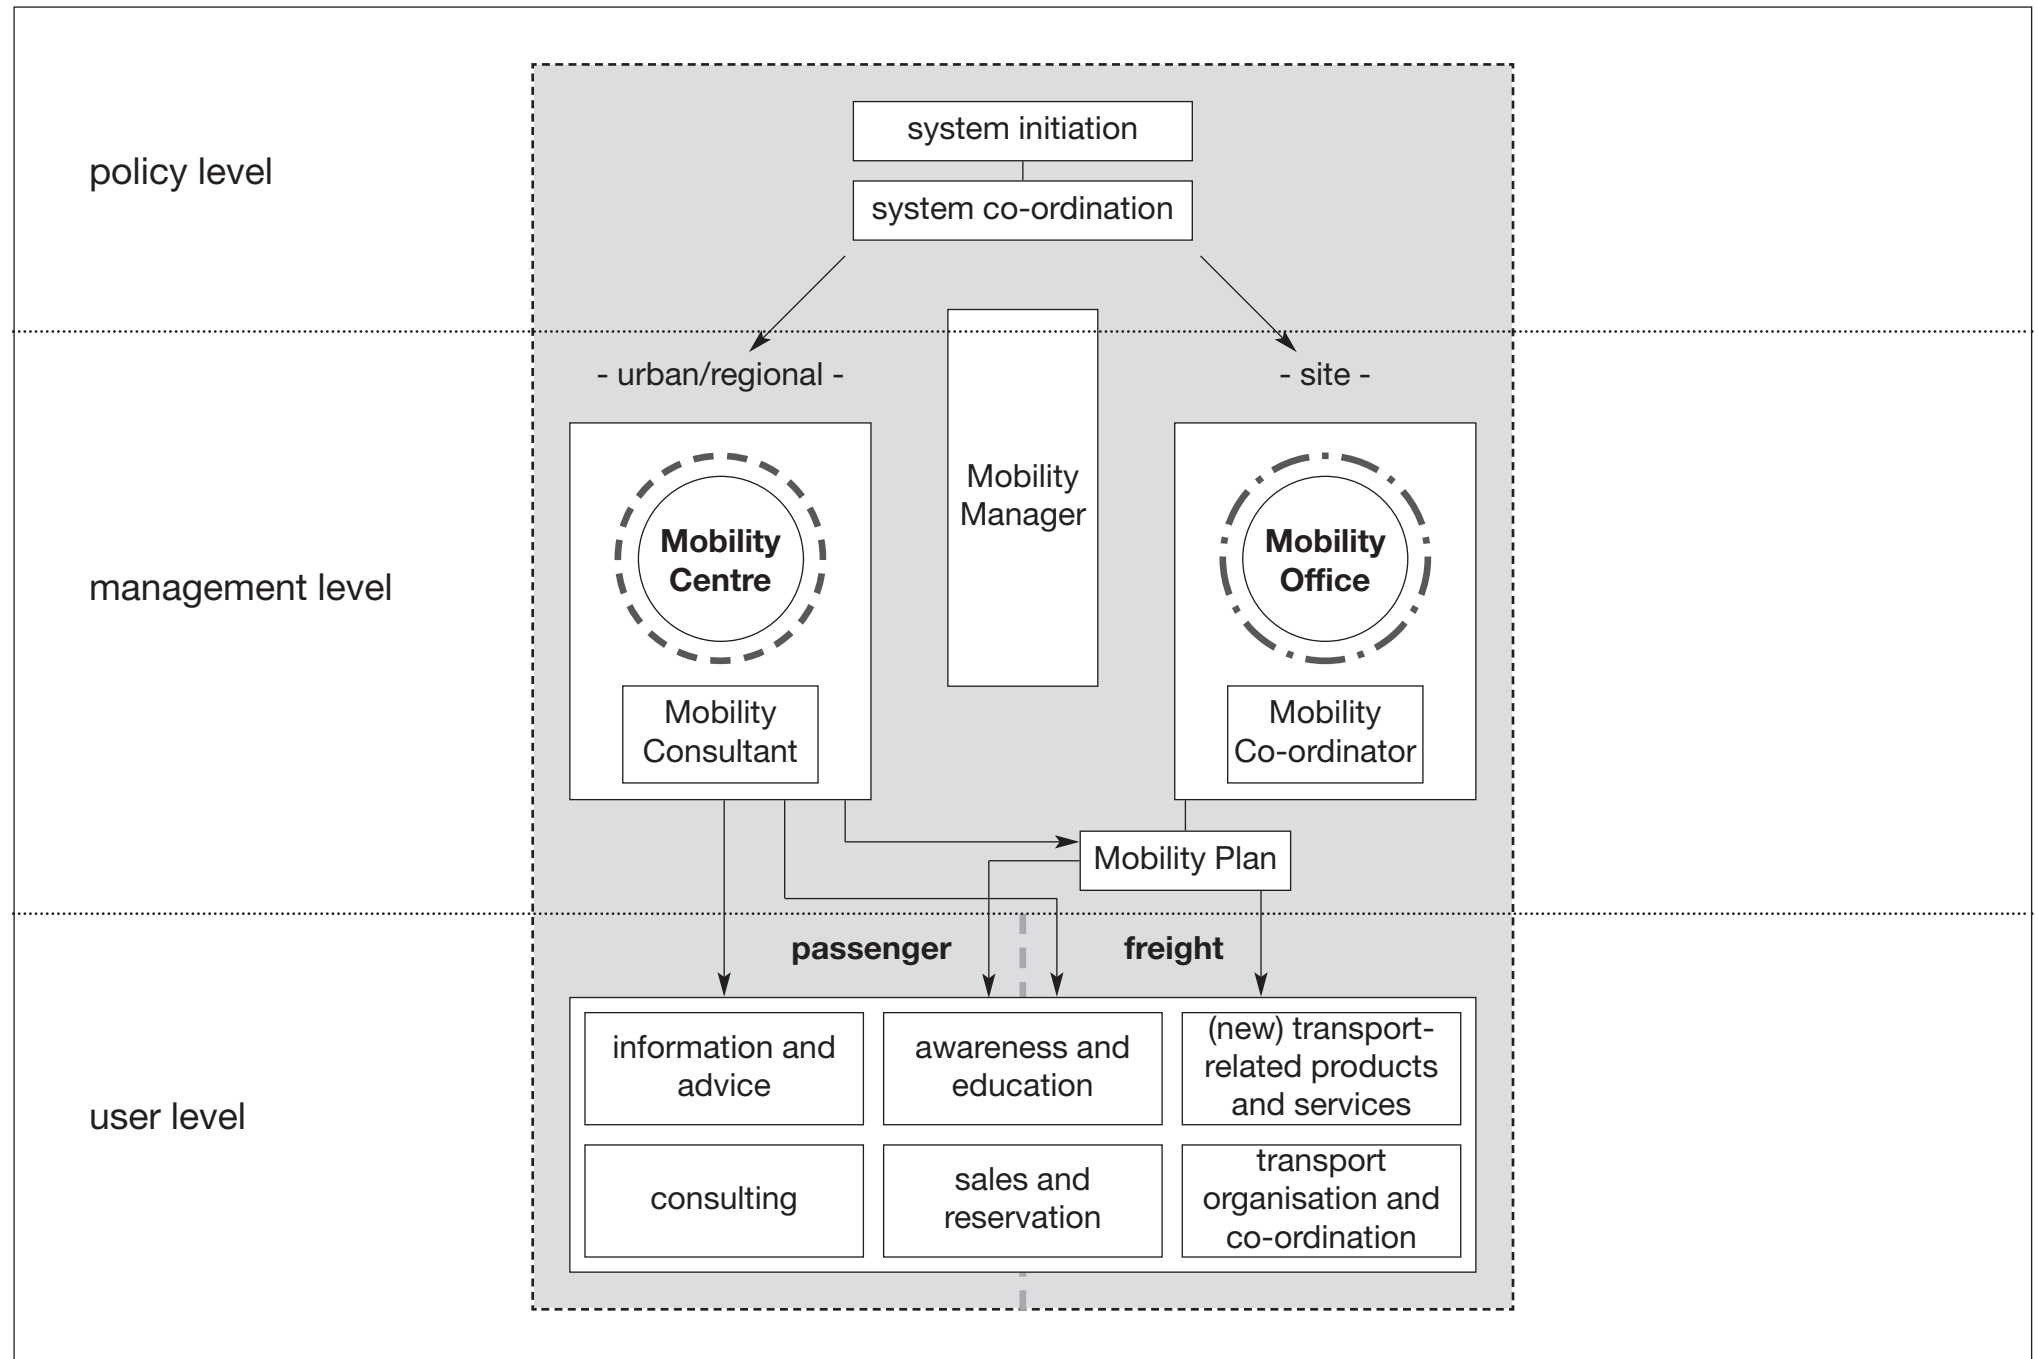 policy level
system initiation
system co-ordination
- urban/regional -
- site -
management level
Mobility
Centre
Mobility
Consultant
Mobility
Manager
Mobility
Office
Mobility
Co-ordinator
Mobility Plan
passenger
freight
user level
information and
advice
awareness and
education
(new) transport-
related products
and services
consulting
sales and
reservation
transport
organisation and
co-ordination